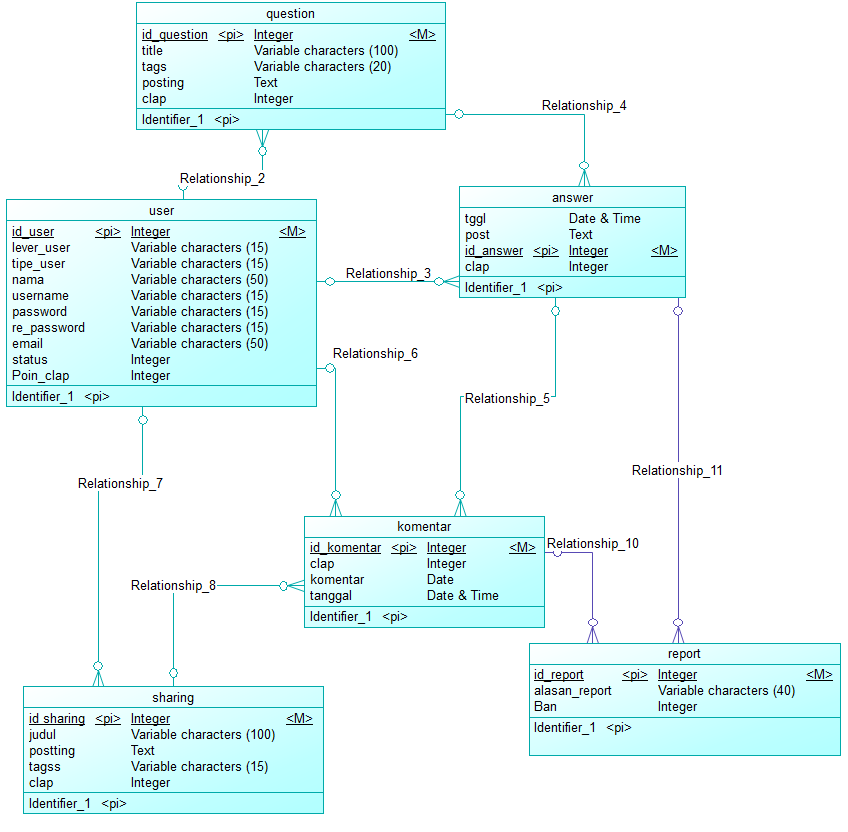 question
id_question <pi> Integer <M>
title Variable characters (100)
tags Variable characters (20)
posting Text
clap Integer
Identifier_1 <pi>
Relationship_4
Relationship_2
answer
tggl Date & Time
post Text
id_answer <pi> Integer <M>
clap Integer
Identifier_1 <pi>
user
id_user <pi> Integer <M>
lever_user Variable characters (15)
tipe_user Variable characters (15)
nama Variable characters (50)
username Variable characters (15)
password Variable characters (15)
re_password Variable characters (15)
email Variable characters (50)
status Integer
Poin_clap Integer
Identifier_1 <pi>
Relationship_3
Relationship_6
Relationship_5
Relationship_11
Relationship_7
komentar
id_komentar <pi> Integer <M>
clap Integer
komentar Date
tanggal Date & Time
Identifier_1 <pi>
Relationship_10
Relationship_8
report
id_report <pi> Integer <M>
alasan_report Variable characters (40)
Ban Integer
Identifier_1 <pi>
sharing
id sharing <pi> Integer <M>
judul Variable characters (100)
postting Text
tagss Variable characters (15)
clap Integer
Identifier_1 <pi>